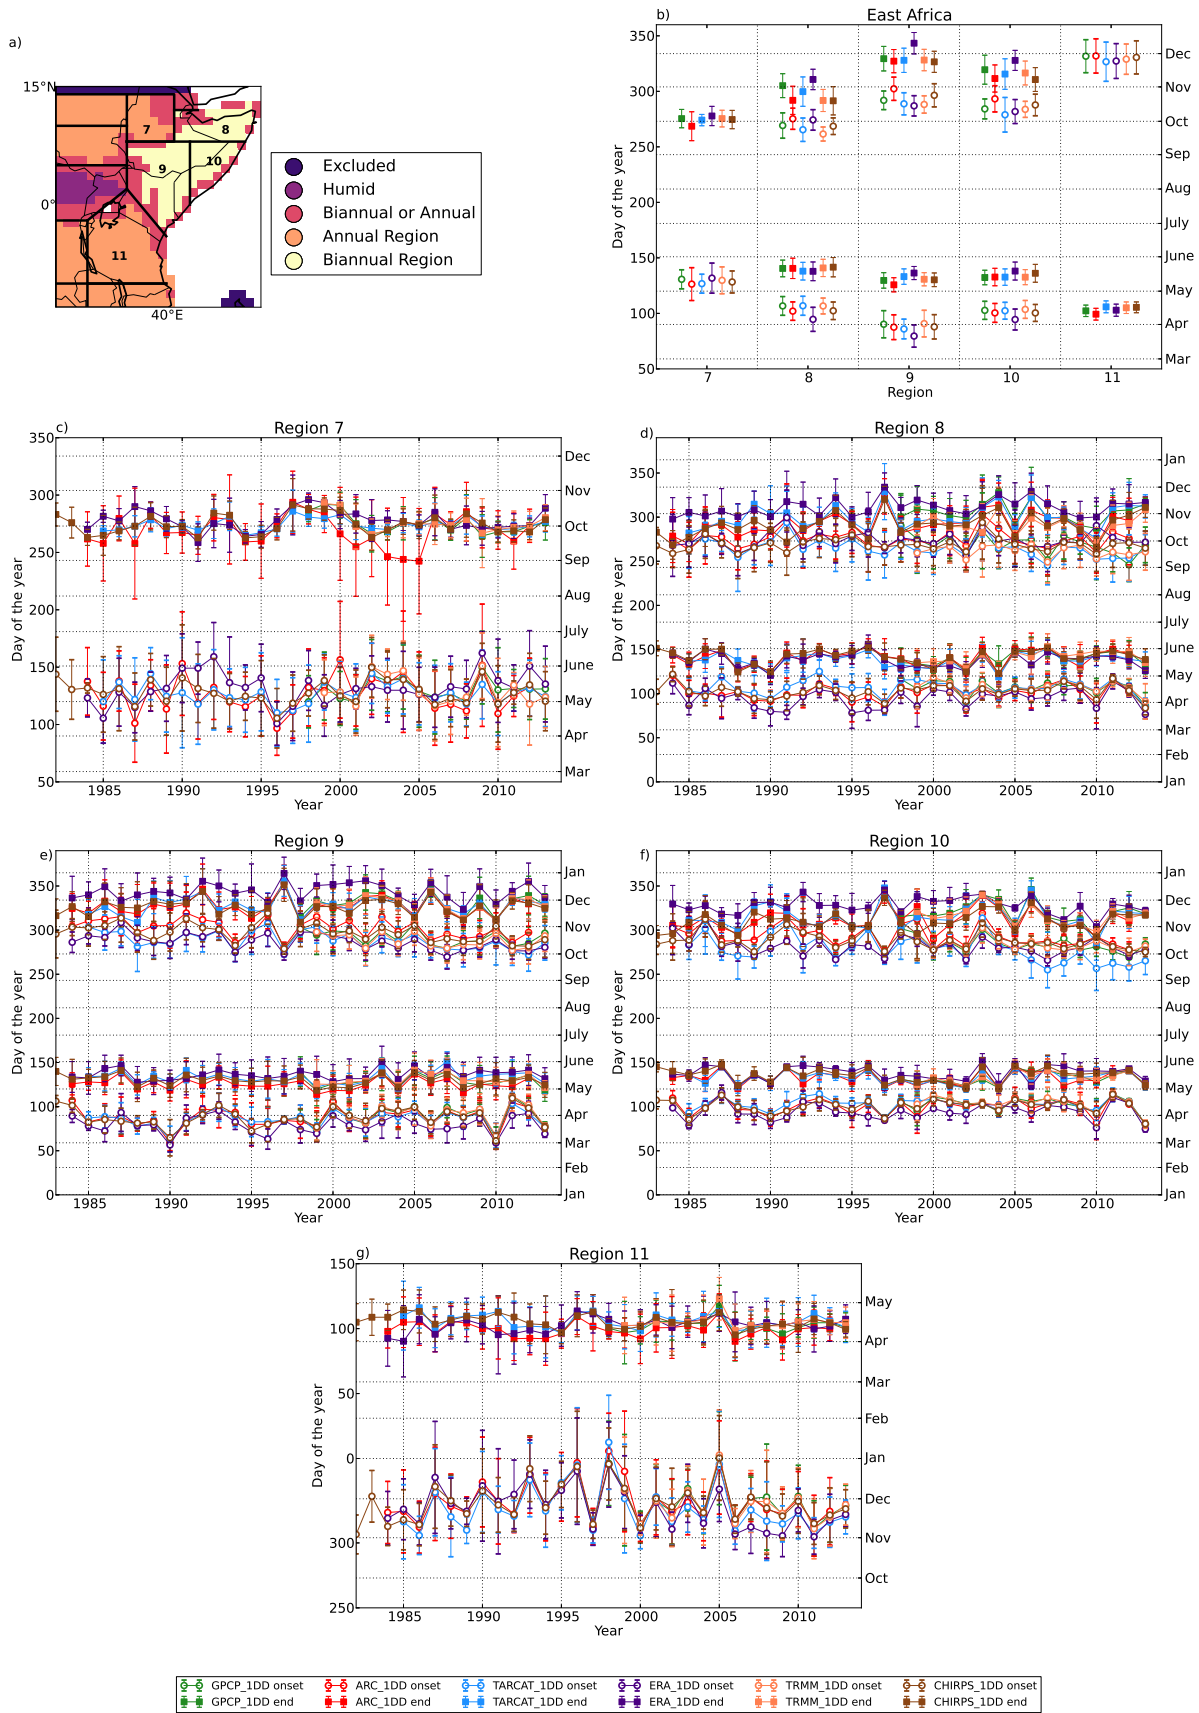 a)
15°N
0°
40°E
7
8
9
10
11
Excluded
Humid
Biannual or Annual
Annual Region
Biannual Region
b)
East Africa
Day of the year
350
300
250
200
150
100
50
Dec
Nov
Oct
Sep
Aug
July
June
May
Apr
Mar
7 8 9 10 11
Region
c)
Region 7
Day of the year
350
300
250
200
150
100
50
Dec
Nov
Oct
Sep
Aug
July
June
May
Apr
Mar
1985 1990 1995 2000 2005 2010
Year
d)
Region 8
Day of the year
350
300
250
200
150
100
50
0
Jan
Dec
Nov
Oct
Sep
Aug
July
June
May
Apr
Mar
Feb
Jan
1985 1990 1995 2000 2005 2010
Year
e)
Region 9
Day of the year
350
300
250
200
150
100
50
0
Jan
Dec
Nov
Oct
Sep
Aug
July
June
May
Apr
Mar
Feb
Jan
1985 1990 1995 2000 2005 2010
Year
f)
Region 10
Day of the year
350
300
250
200
150
100
50
0
Jan
Dec
Nov
Oct
Sep
Aug
July
June
May
Apr
Mar
Feb
Jan
1985 1990 1995 2000 2005 2010
Year
g)
Region 11
Day of the year
150
100
50
0
300
250
May
Apr
Mar
Feb
Jan
Dec
Nov
Oct
1985 1990 1995 2000 2005 2010
Year
GPCP_1DD onset ARC_1DD onset TARCAT_1DD onset ERA_1DD onset TRMM_1DD onset CHIRPS_1DD onset
GPCP_1DD end ARC_1DD end TARCAT_1DD end ERA_1DD end TRMM_1DD end CHIRPS_1DD end